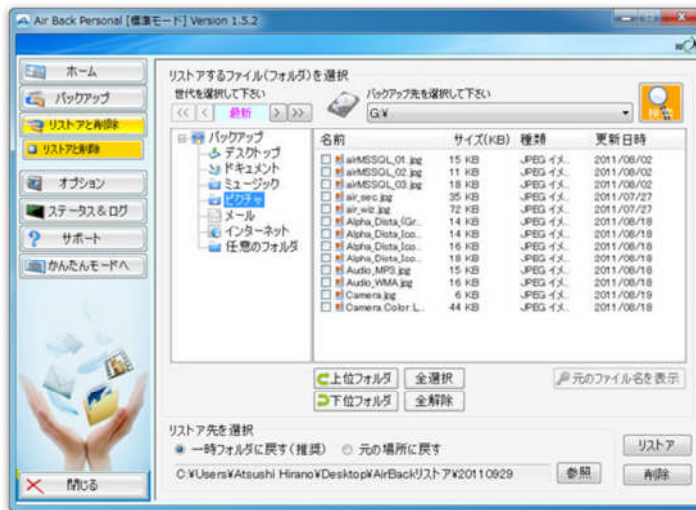 Air Back Personal [標準モード] Version 1.5.2
ホーム
バックアップ
リストアと削除
リストアと削除
オプション
ステータス&ログ
サポート
かんたんモードへ
閉じる
リストアするファイル(フォルダ)を選択
世代を選択して下さい
<< < 最新 > >>
バックアップ先を選択して下さい
G:¥
検索
バックアップ
デスクトップ
ドキュメント
ミュージック
ピクチャ
メール
インターネット
任意のフォルダ
名前 サイズ(KB) 種類 更新日時
airMSSQL_01.jpg 15 KB JPEG イメ... 2011/08/02
airMSSQL_02.jpg 11 KB JPEG イメ... 2011/08/02
airMSSQL_03.jpg 18 KB JPEG イメ... 2011/08/02
air_sec.jpg 35 KB JPEG イメ... 2011/07/27
air_wiz.jpg 72 KB JPEG イメ... 2011/07/27
Alpha_Dista_(Gr... 14 KB JPEG イメ... 2011/08/18
Alpha_Dista_Ico... 14 KB JPEG イメ... 2011/08/18
Alpha_Dista_Ico... 16 KB JPEG イメ... 2011/08/18
Alpha_Dista_Ico... 18 KB JPEG イメ... 2011/08/18
Audio_MP3.jpg 15 KB JPEG イメ... 2011/08/18
Audio_WMA.jpg 16 KB JPEG イメ... 2011/08/18
Camera.jpg 6 KB JPEG イメ... 2011/08/19
Camera Color L... 44 KB JPEG イメ... 2011/08/18
上位フォルダ 全選択 元のファイル名を表示
下位フォルダ 全解除
リストア先を選択
一時フォルダに戻す(推奨) 元の場所に戻す
C:¥Users¥Atsushi Hirano¥Desktop¥AirBackリストア¥20110929
参照
リストア
削除